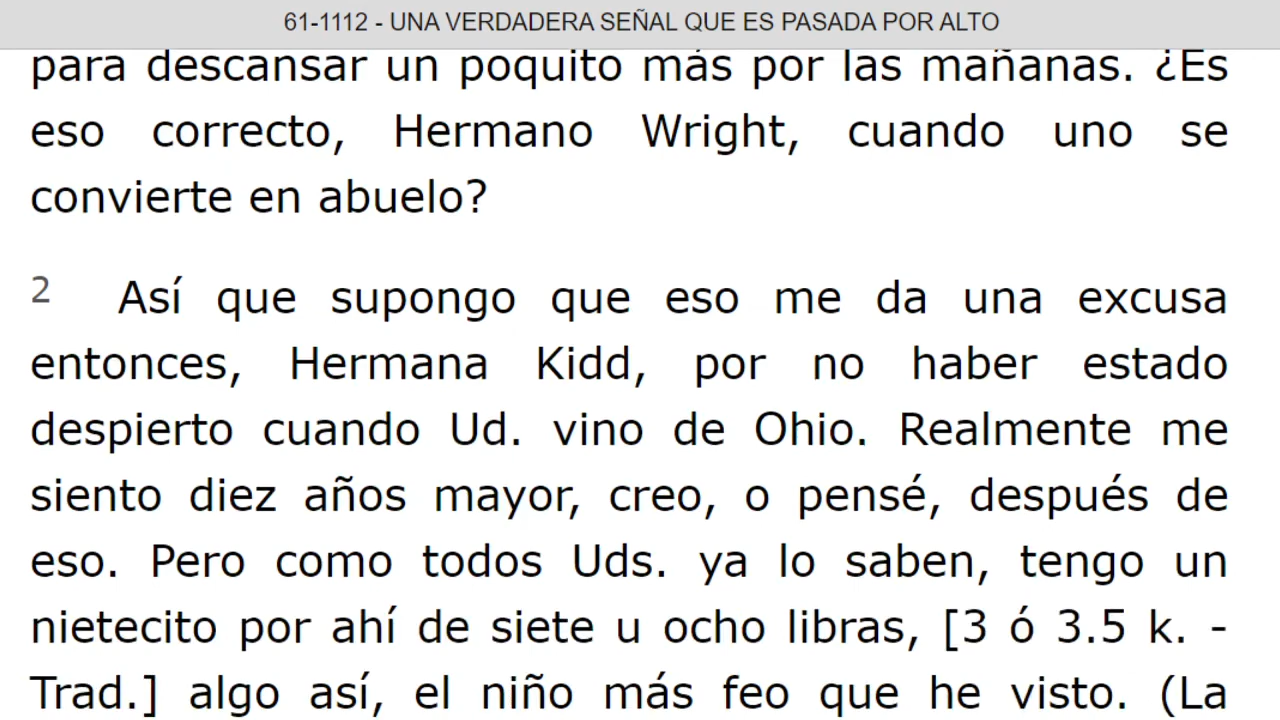 61-1112 - UNA VERDADERA SEÑAL QUE ES PASADA POR ALTO
para descansar un poquito más por las mañanas. ¿Es
eso correcto, Hermano Wright, cuando uno se
convierte en abuelo?
2 Así que supongo que eso me da una excusa
entonces, Hermana Kidd, por no haber estado
despierto cuando Ud. vino de Ohio. Realmente me
siento diez años mayor, creo, o pensé, después de
eso. Pero como todos Uds. ya lo saben, tengo un
nietecito por ahí de siete u ocho libras, [3 ó 3.5 k. -
Trad.] algo así, el niño más feo que he visto. (La